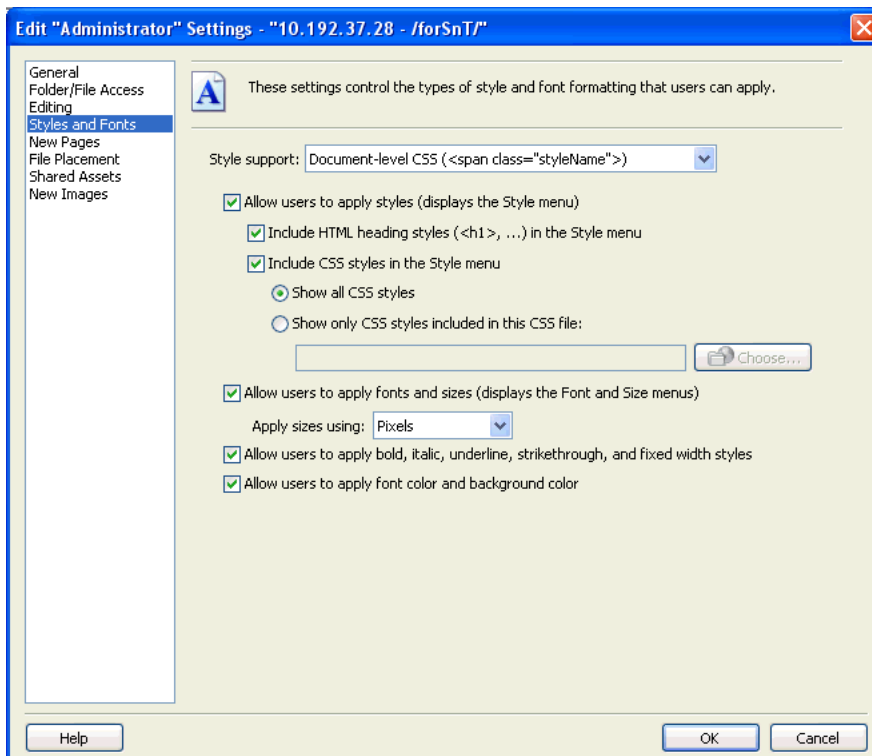 Edit "Administrator" Settings - "10.192.37.28 - /forSnT/"
General
Folder/File Access
Editing
Styles and Fonts
New Pages
File Placement
Shared Assets
New Images
A
These settings control the types of style and font formatting that users can apply.
Style support: Document-level CSS (<span class="styleName">)
Allow users to apply styles (displays the Style menu)
Include HTML heading styles (<h1>, ...) in the Style menu
Include CSS styles in the Style menu
Show all CSS styles
Show only CSS styles included in this CSS file:
Choose...
Allow users to apply fonts and sizes (displays the Font and Size menus)
Apply sizes using: Pixels
Allow users to apply bold, italic, underline, strikethrough, and fixed width styles
Allow users to apply font color and background color
Help
OK
Cancel